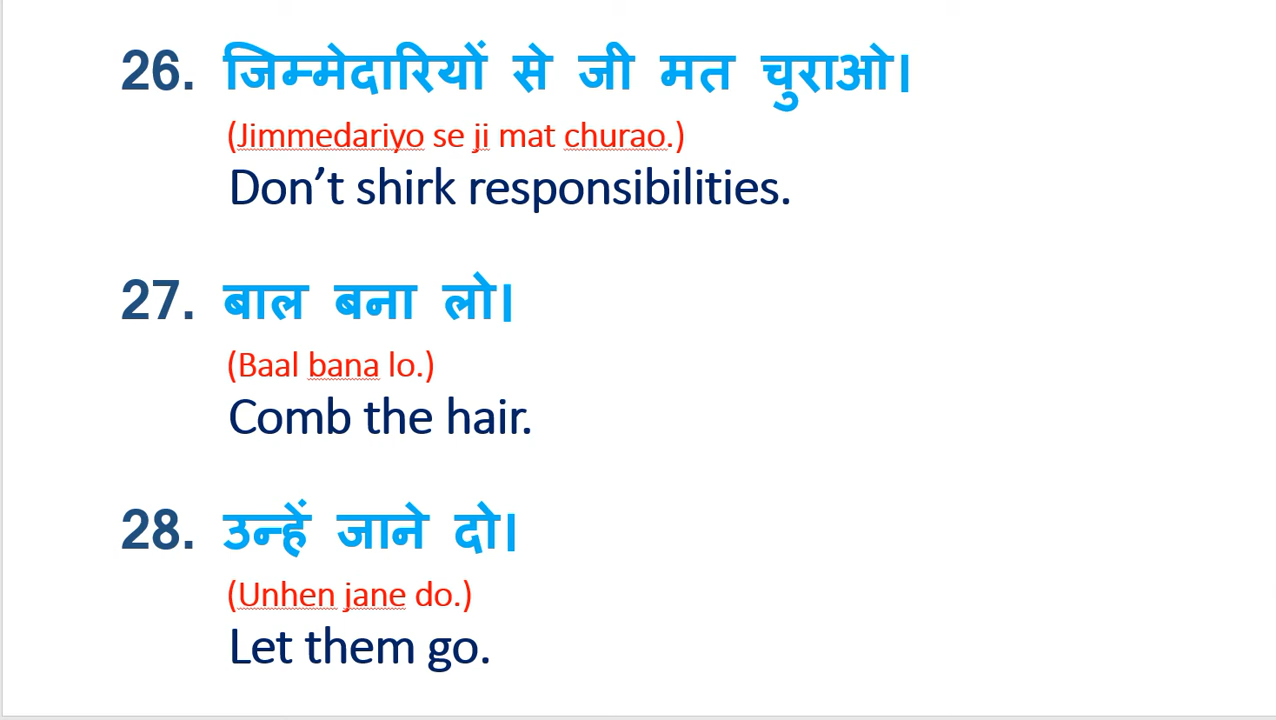 26. जिम्मेदारियों से जी मत चुराओ।
(Jimmedariyo se ji mat churao.)
Don’t shirk responsibilities.
27. बाल बना लो।
(Baal bana lo.)
Comb the hair.
28. उन्हें जाने दो।
(Unhen jane do.)
Let them go.